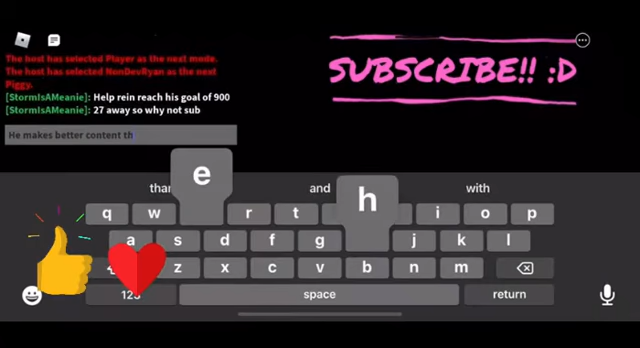 The host has selected Player as the next mode.
The host has selected NonDevRyan as the next
Piggy.
[StormIsAMeanie]: Help rein reach his goal of 900
[StormIsAMeanie]: 27 away so why not sub
He makes better content th
SUBSCRIBE!! :D
and with
e h
q w r t i o p
a s d f g j k l
z x c v b n m
space return